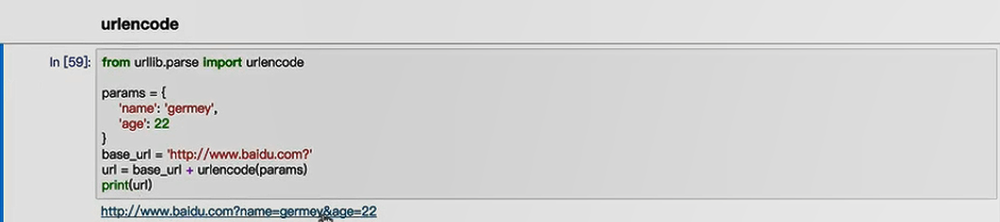 urlencode
In [59]:
from urllib.parse import urlencode
params = {
'name': 'germey',
'age': 22
}
base_url = 'http://www.baidu.com?'
url = base_url + urlencode(params)
print(url)
http://www.baidu.com?name=germey&age=22